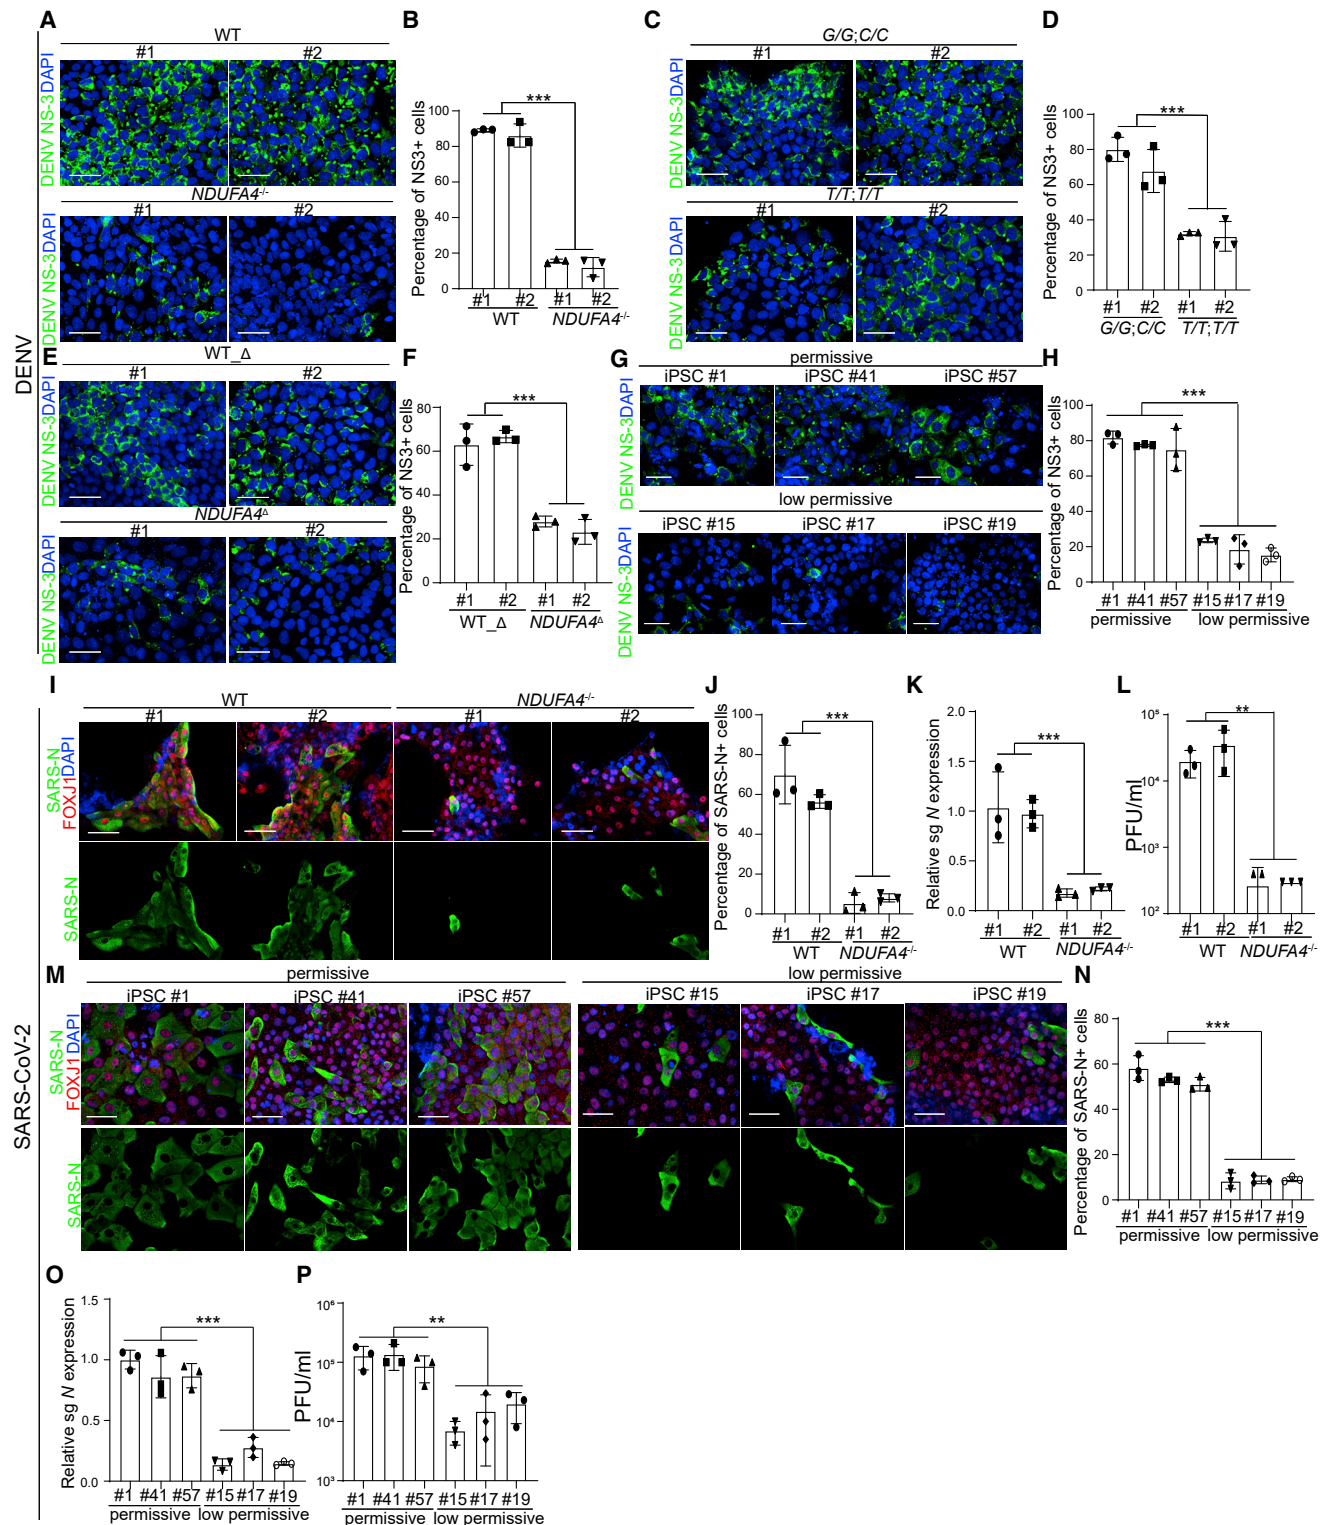 A
WT
#1 #2
DENV NS-3DAPI
NDUFA4-/-
#1 #2
DENV NS-3DAPI
B
Percentage of NS3+ cells
100
80
60
40
20
0
***
#1 #2 #1 #2
WT NDUFA4-/-
C
G/G;C/C
#1 #2
DENV NS-3DAPI
T/T;T/T
#1 #2
DENV NS-3DAPI
D
Percentage of NS3+ cells
100
80
60
40
20
0
***
#1 #2 #1 #2
G/G;C/C T/T;T/T
DENV
E
WT_Δ
#1 #2
DENV NS-3DAPI
NDUFA4Δ
#1 #2
DENV NS-3DAPI
F
Percentage of NS3+ cells
80
60
40
20
0
***
#1 #2 #1 #2
WT_Δ NDUFA4Δ
G
permissive
iPSC #1 iPSC #41 iPSC #57
DENV NS-3DAPI
low permissive
iPSC #15 iPSC #17 iPSC #19
DENV NS-3DAPI
H
Percentage of NS3+ cells
100
80
60
40
20
0
***
#1 #41 #57 #15 #17 #19
permissive low permissive
SARS-CoV-2
I
WT NDUFA4-/-
#1 #2 #1 #2
SARS-N
FOXJ1DAPI
SARS-N
J
Percentage of SARS-N+ cells
100
80
60
40
20
0
***
#1 #2 #1 #2
WT NDUFA4-/-
K
Relative sg N expression
2.0
1.5
1.0
0.5
0.0
***
#1 #2 #1 #2
WT NDUFA4-/-
L
PFU/ml
10⁵
10⁴
10³
10²
**
#1 #2 #1 #2
WT NDUFA4-/-
M
permissive low permissive
iPSC #1 iPSC #41 iPSC #57 iPSC #15 iPSC #17 iPSC #19
SARS-N
FOXJ1DAPI
SARS-N
N
Percentage of SARS-N+ cells
80
60
40
20
0
***
#1 #41 #57 #15 #17 #19
permissive low permissive
O
Relative sg N expression
1.5
1.0
0.5
0.0
***
#1 #41 #57 #15 #17 #19
permissive low permissive
P
PFU/ml
10⁶
10⁵
10⁴
10³
**
#1 #41 #57 #15 #17 #19
permissive low permissive